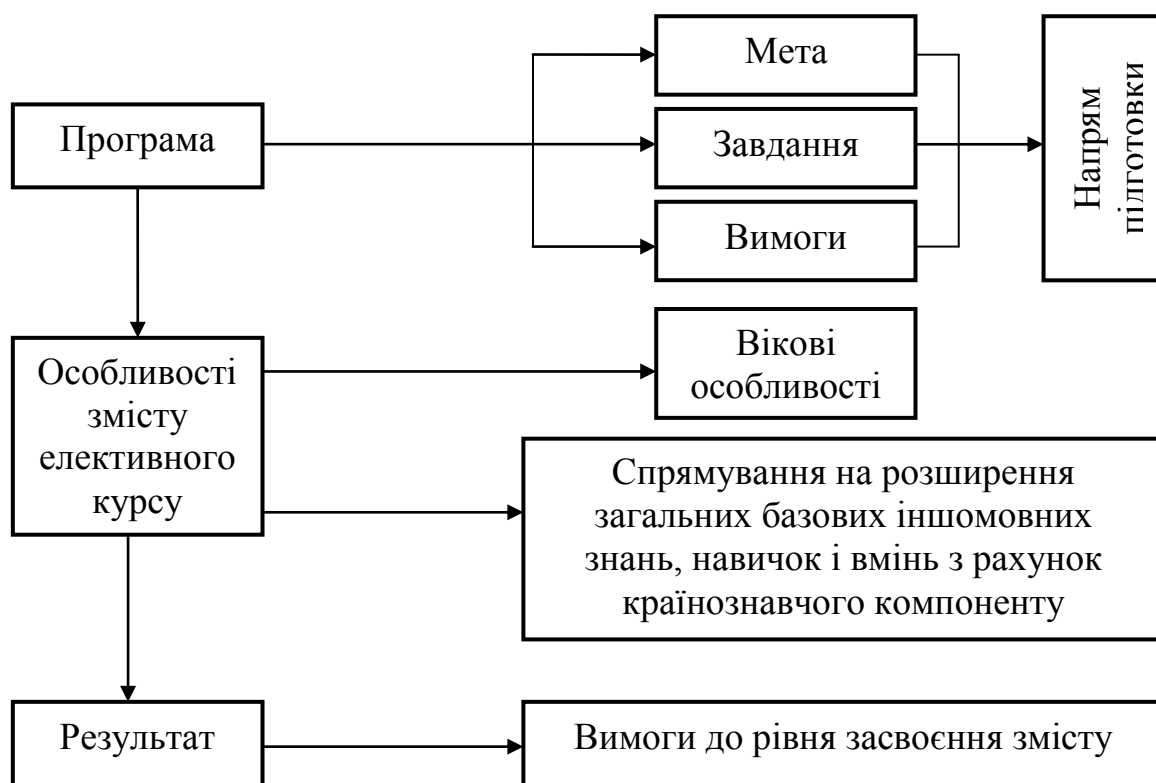 Мета
Програма
Завдання
Вимоги
Напрям
підготовки
Особливості
змісту
елективного
курсу
Вікові
особливості
Спрямування на розширення
загальних базових іншомовних
знань, навичок і вмінь з рахунок
країнознавчого компоненту
Результат
Вимоги до рівня засвоєння змісту